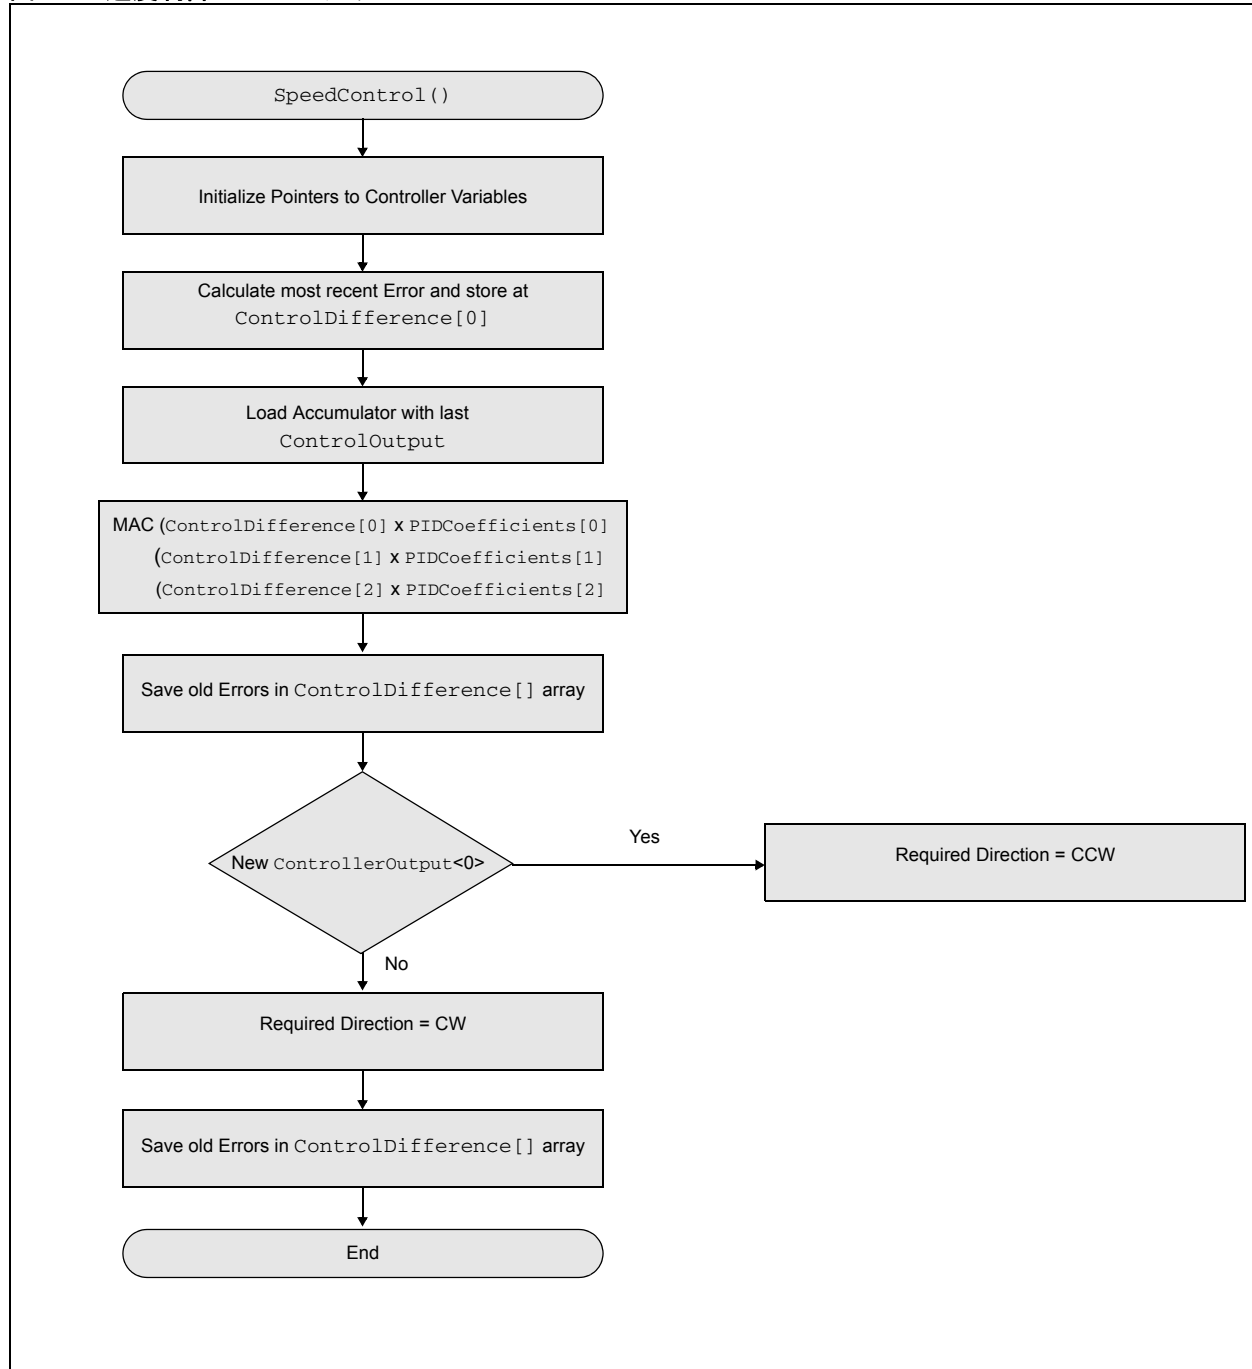 SpeedControl()
Initialize Pointers to Controller Variables
Calculate most recent Error and store at
ControlDifference[0]
Load Accumulator with last
ControlOutput
MAC (ControlDifference[0] x PIDCoefficients[0]
(ControlDifference[1] x PIDCoefficients[1]
(ControlDifference[2] x PIDCoefficients[2]
Save old Errors in ControlDifference[] array
New ControllerOutput<0>
Yes
Required Direction = CCW
No
Required Direction = CW
Save old Errors in ControlDifference[] array
End